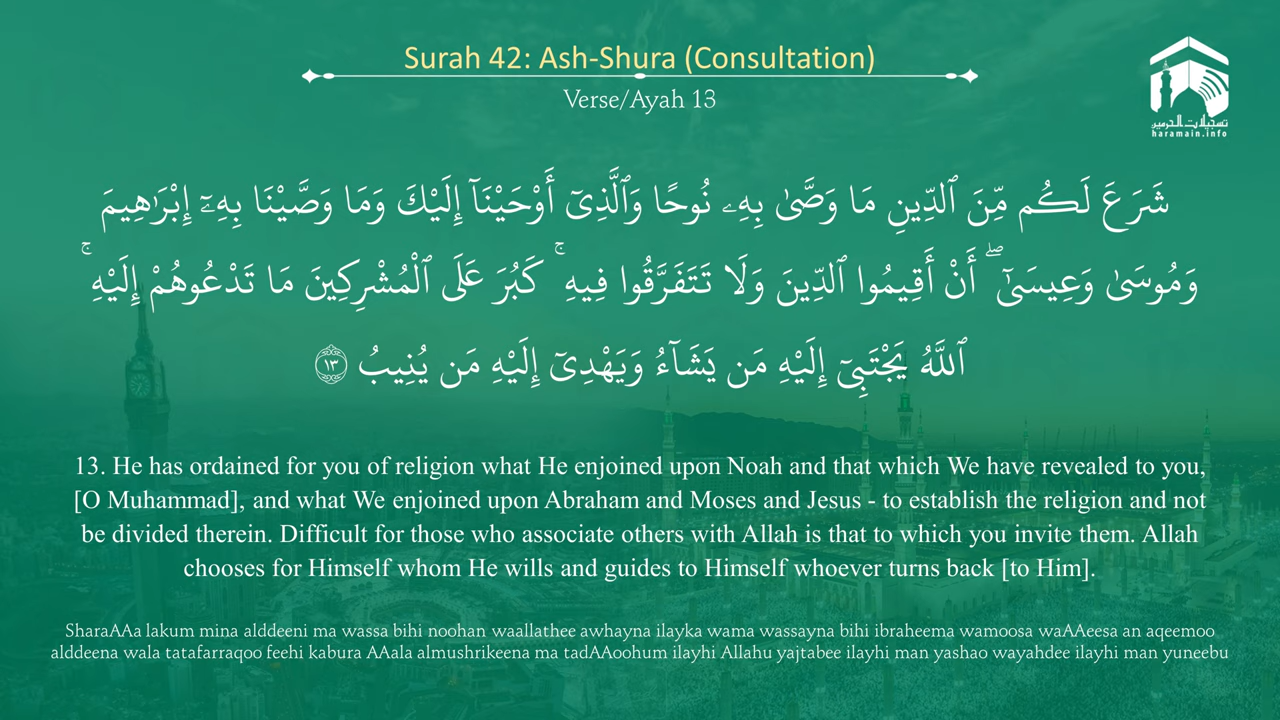 Surah 42: Ash-Shura (Consultation)
Verse/Ayah 13
تسجيلات الحرمين
haramain.info
شَرَعَ لَكُم مِّنَ ٱلدِّينِ مَا وَصَّىٰ بِهِۦ نُوحًا وَٱلَّذِىٓ أَوْحَيْنَآ إِلَيْكَ وَمَا وَصَّيْنَا بِهِۦٓ إِبْرَٰهِيمَ
وَمُوسَىٰ وَعِيسَىٰٓ ۖ أَنْ أَقِيمُوا ٱلدِّينَ وَلَا تَتَفَرَّقُوا فِيهِ ۚ كَبُرَ عَلَى ٱلْمُشْرِكِينَ مَا تَدْعُوهُمْ إِلَيْهِ ۚ
ٱللَّهُ يَجْتَبِىٓ إِلَيْهِ مَن يَشَآءُ وَيَهْدِىٓ إِلَيْهِ مَن يُنِيبُ ١٣
13. He has ordained for you of religion what He enjoined upon Noah and that which We have revealed to you,
[O Muhammad], and what We enjoined upon Abraham and Moses and Jesus - to establish the religion and not
be divided therein. Difficult for those who associate others with Allah is that to which you invite them. Allah
chooses for Himself whom He wills and guides to Himself whoever turns back [to Him].
SharaAAa lakum mina alddeeni ma wassa bihi noohan waallathee awhayna ilayka wama wassayna bihi ibraheema wamoosa waAAeesa an aqeemoo
alddeena wala tatafarraqoo feehi kabura AAala almushrikeena ma tadAAoohum ilayhi Allahu yajtabee ilayhi man yashao wayahdee ilayhi man yuneebu